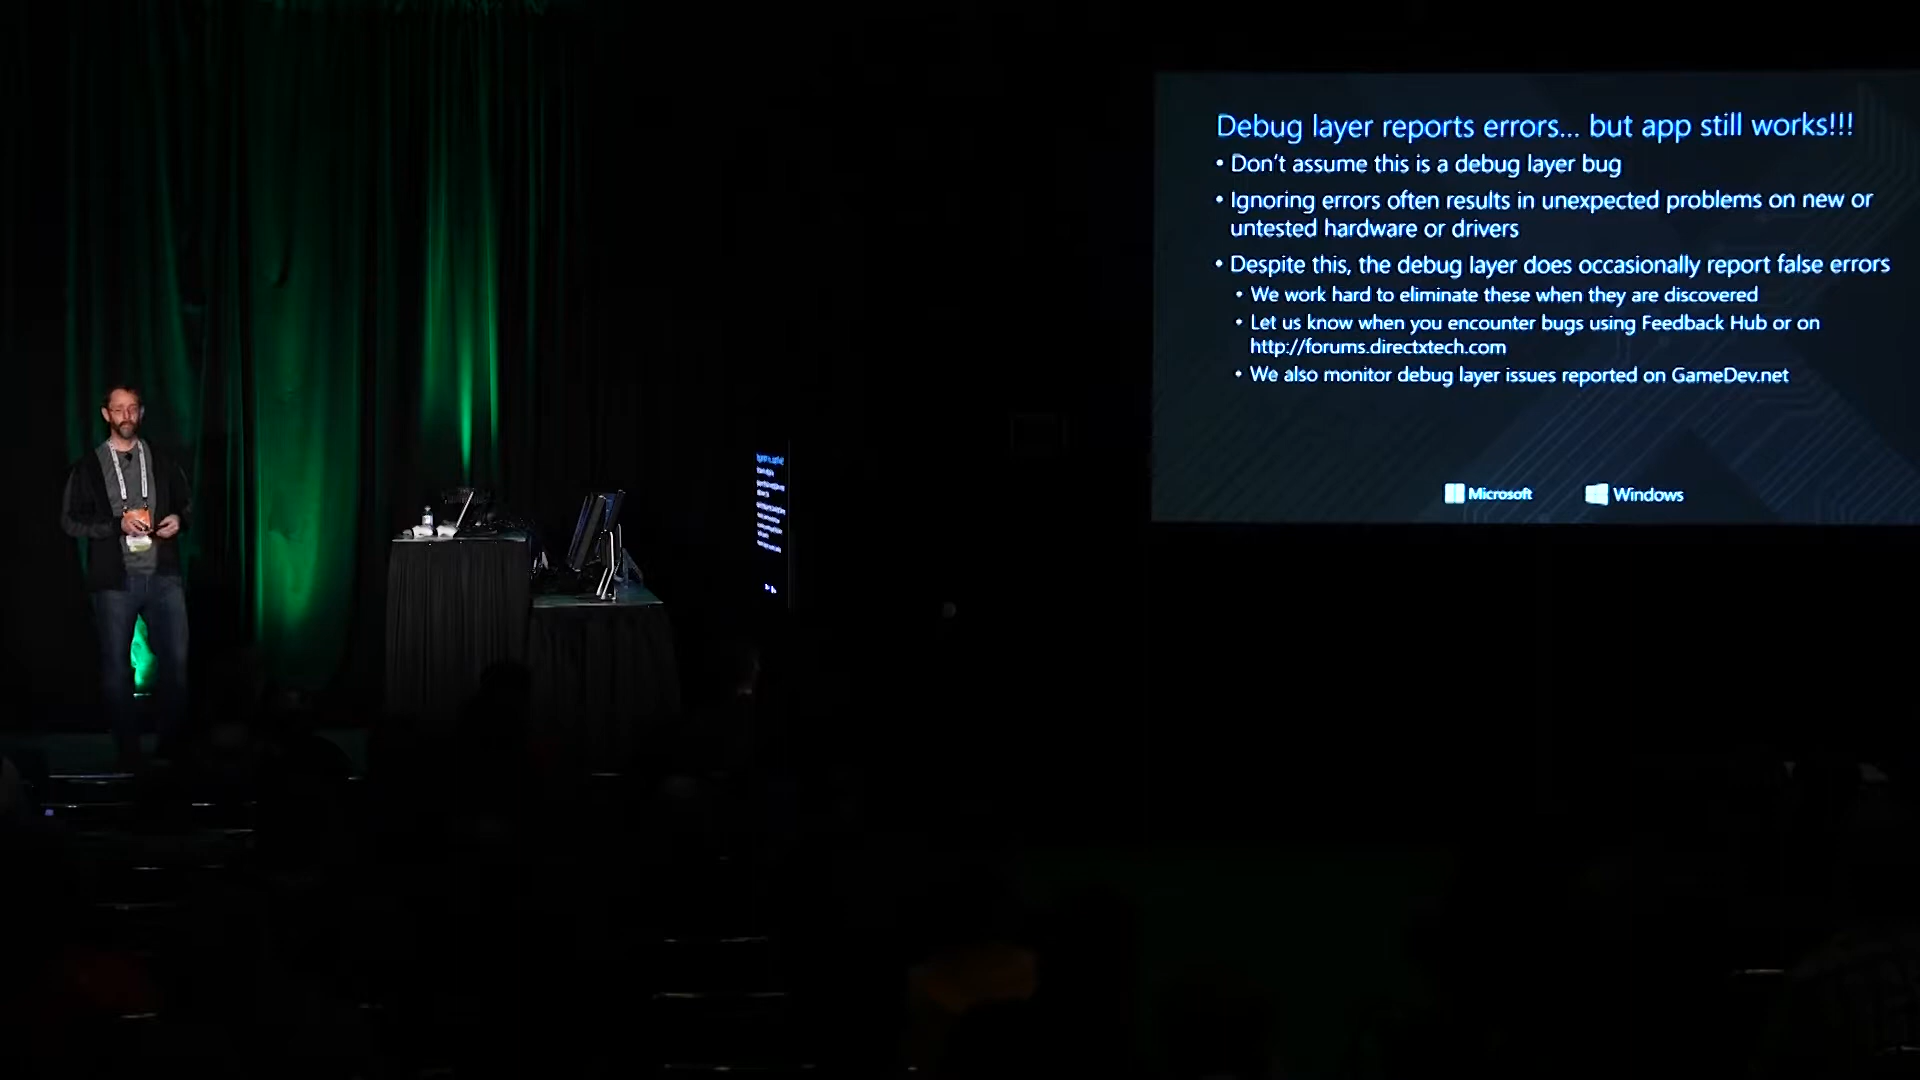 Debug layer reports errors... but app still works!!!
• Don't assume this is a debug layer bug
• Ignoring errors often results in unexpected problems on new or
untested hardware or drivers
• Despite this, the debug layer does occasionally report false errors
• We work hard to eliminate these when they are discovered
• Let us know when you encounter bugs using Feedback Hub or on
http://forums.directxtech.com
• We also monitor debug layer issues reported on GameDev.net
Microsoft Windows